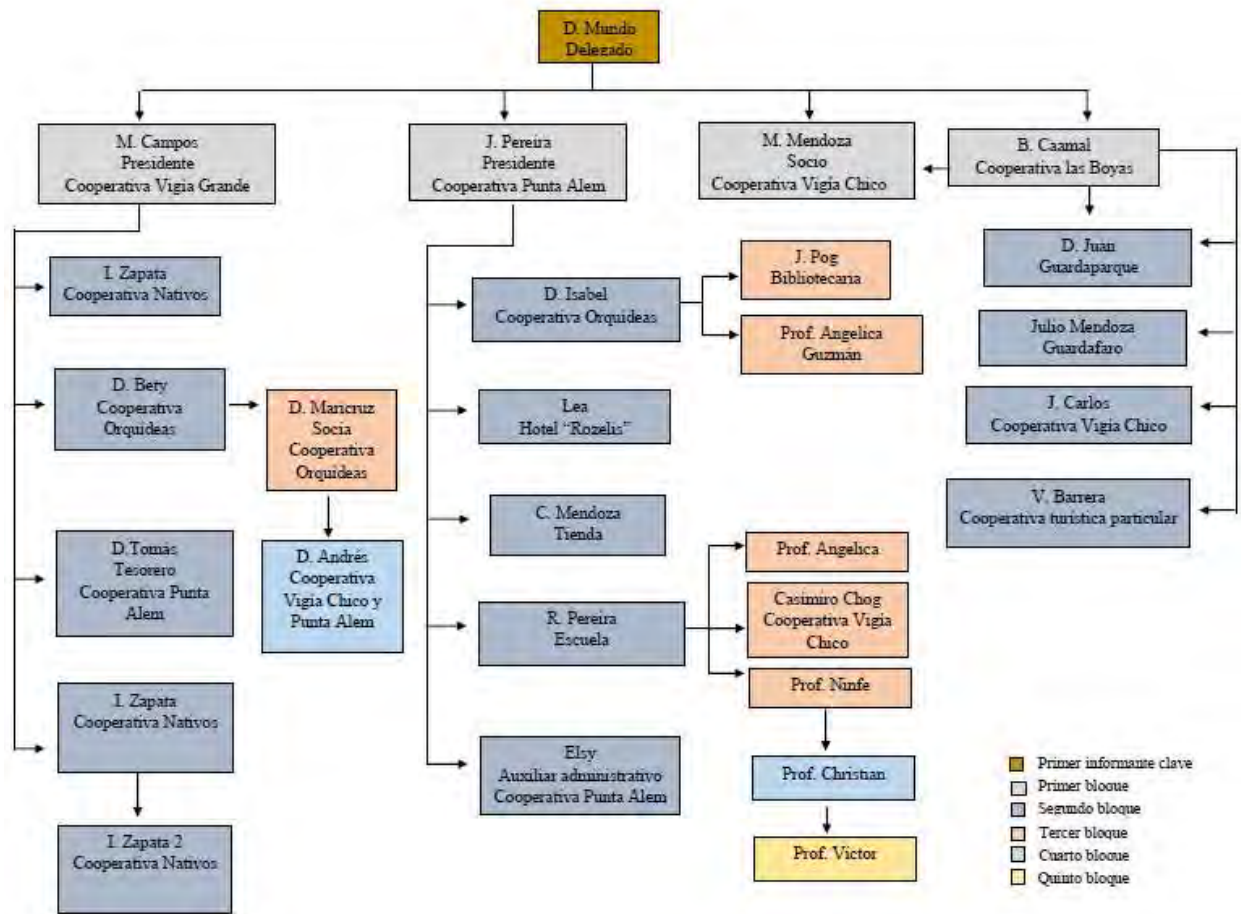 D. Mundo
Delegado
M. Campos
Presidente
Cooperativa Vigía Grande
J. Pereira
Presidente
Cooperativa Punta Alem
M. Mendoza
Socio
Cooperativa Vigía Chico
B. Caamal
Cooperativa las Boyas
I. Zapata
Cooperativa Nativos
D. Bety
Cooperativa
Orquideas
D. Maricruz
Socia
Cooperativa
Orquideas
D. Andrés
Cooperativa
Vigía Chico y
Punta Alem
D.Tomás
Tesorero
Cooperativa Punta
Alem
I. Zapata
Cooperativa Nativos
I. Zapata 2
Cooperativa Nativos
D. Isabel
Cooperativa Orquideas
J. Pog
Bibliotecaria
Prof. Angelica
Guzmán
Lea
Hotel “Rozelis”
C. Mendoza
Tienda
R. Pereira
Escuela
Prof. Angelica
Casimiro Chog
Cooperativa Vigía
Chico
Prof. Ninfe
Elsy
Auxiliar administrativo
Cooperativa Punta Alem
Prof. Christian
Prof. Victor
D. Juan
Guardaparque
Julio Mendoza
Guardafaro
J. Carlos
Cooperativa Vigía Chico
V. Barrera
Cooperativa turística particular
Primer informante clave
Primer bloque
Segundo bloque
Tercer bloque
Cuarto bloque
Quinto bloque